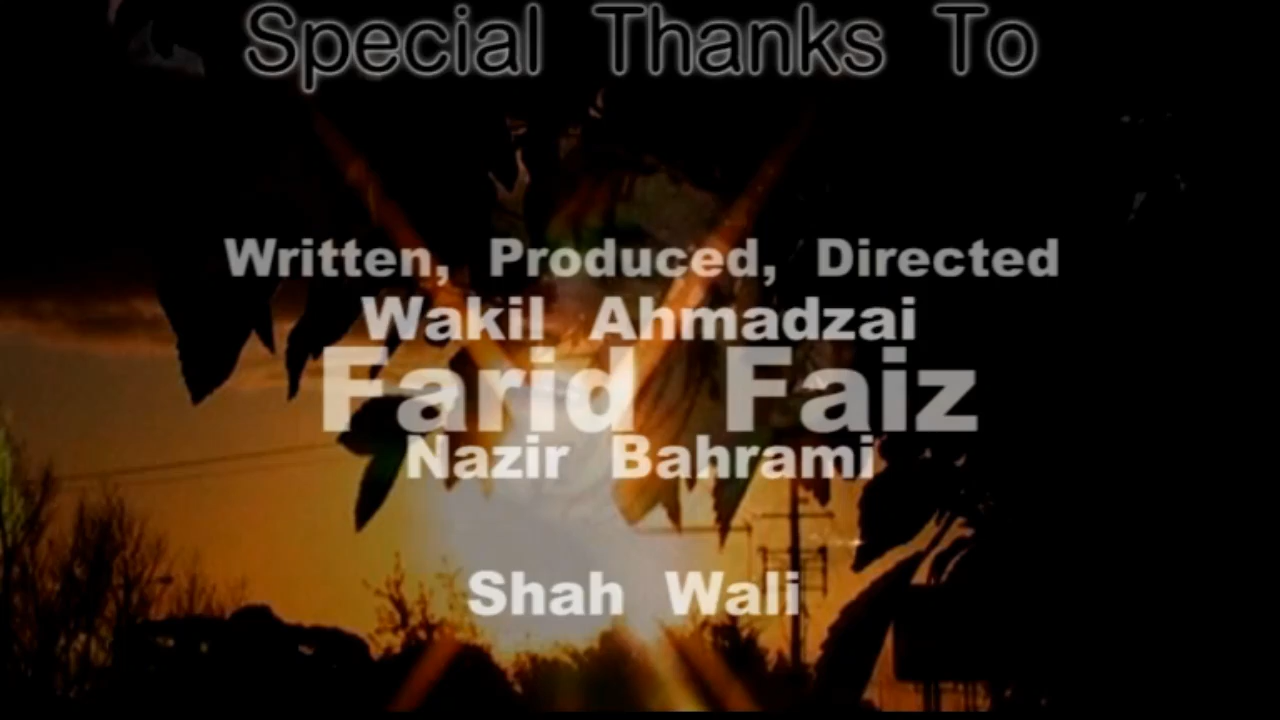 Special Thanks To
Written, Produced, Directed
Wakil Ahmadzai
Farid Faiz
Nazir Bahrami
Shah Wali